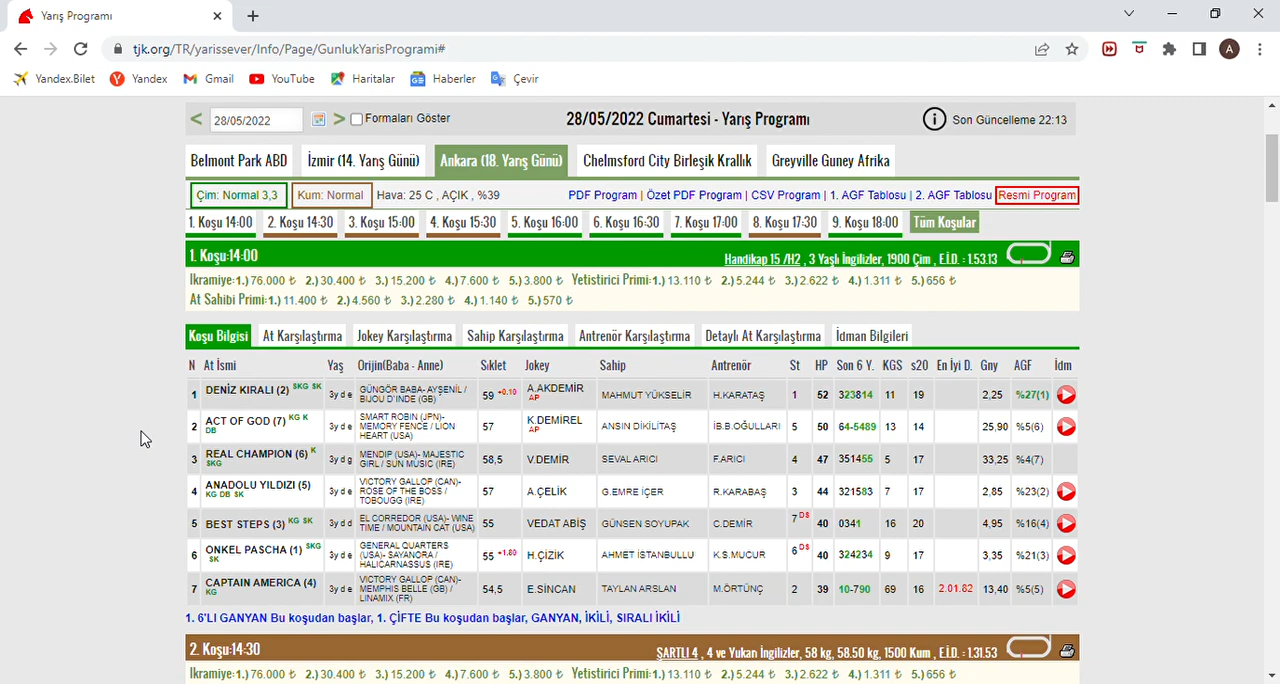 Yarış Programı
tjk.org/TR/yarissever/Info/Page/GunlukYarisProgrami#
A
Yandex.Bilet Yandex Gmail YouTube Haritalar Haberler Çevir
< 28/05/2022 > Formaları Göster 28/05/2022 Cumartesi - Yarış Programı Son Güncelleme 22:13
Belmont Park ABD İzmir (14. Yarış Günü) Ankara (18. Yarış Günü) Chelmsford City Birleşik Krallık Greyville Guney Afrika
Çim: Normal 3,3 Kum: Normal Hava: 25 C , AÇIK , %39 PDF Program | Özet PDF Program | CSV Program | 1. AGF Tablosu | 2. AGF Tablosu Resmi Program
1. Koşu 14:00 2. Koşu 14:30 3. Koşu 15:00 4. Koşu 15:30 5. Koşu 16:00 6. Koşu 16:30 7. Koşu 17:00 8. Koşu 17:30 9. Koşu 18:00 Tüm Koşular
1. Koşu:14:00 Handikap 15 /H2 , 3 Yaşlı İngilizler, 1900 Çim , E.İ.D. : 1.53.13
Ikramiye:1.) 76.000 ₺ 2.) 30.400 ₺ 3.) 15.200 ₺ 4.) 7.600 ₺ 5.) 3.800 ₺ Yetistirici Primi:1.) 13.110 ₺ 2.) 5.244 ₺ 3.) 2.622 ₺ 4.) 1.311 ₺ 5.) 656 ₺
At Sahibi Primi:1.) 11.400 ₺ 2.) 4.560 ₺ 3.) 2.280 ₺ 4.) 1.140 ₺ 5.) 570 ₺
Koşu Bilgisi At Karşılaştırma Jokey Karşılaştırma Sahip Karşılaştırma Antrenör Karşılaştırma Detaylı At Karşılaştırma İdman Bilgileri
N At İsmi Yaş Orijin(Baba - Anne) Sıklet Jokey Sahip Antrenör St HP Son 6 Y. KGS s20 En İyi D. Gny AGF İdm
1 DENİZ KIRALI (2) SKG SK 3y d e GÜNGÖR BABA- AYŞENİL / BIJOU D'INDE (GB) 59 +0.10 A.AKDEMİR AP MAHMUT YÜKSELİR H.KARATAŞ 1 52 323814 11 19 2,25 %27(1)
2 ACT OF GOD (7) KG K DB 3y d e SMART ROBIN (JPN)- MEMORY FENCE / LION HEART (USA) 57 K.DEMİREL AP ANSIN DİKİLİTAŞ İB.B.OĞULLARI 5 50 64-5489 13 14 25,90 %5(6)
3 REAL CHAMPION (6) K SKG 3y d g MENDIP (USA)- MAJESTIC GIRL / SUN MUSIC (IRE) 58,5 V.DEMİR SEVAL ARICI F.ARICI 4 47 351455 5 17 33,25 %4(7)
4 ANADOLU YILDIZI (5) KG DB SK 3y d e VICTORY GALLOP (CAN)- ROSE OF THE BOSS / TOBOUGG (IRE) 57 A.ÇELİK G.EMRE İÇER R.KARABAŞ 3 44 321583 7 17 2,85 %23(2)
5 BEST STEPS (3) KG SK 3y d d EL CORREDOR (USA)- WINE TIME / MOUNTAIN CAT (USA) 55 VEDAT ABİŞ GÜNSEN SOYUPAK C.DEMİR 7 DS 40 0341 16 20 4,95 %16(4)
6 ONKEL PASCHA (1) SKG SK 3y d e GENERAL QUARTERS (USA)- SAYANORA / HALICARNASSUS (IRE) 55 +1.80 H.ÇİZİK AHMET İSTANBULLU K.S.MUCUR 6 DS 40 324234 9 17 3,35 %21(3)
7 CAPTAIN AMERICA (4) KG 3y d e VICTORY GALLOP (CAN)- MEMPHIS BELLE (GB) / LINAMIX (FR) 54,5 E.SİNCAN TAYLAN ARSLAN M.ÖRTÜNÇ 2 39 10-790 69 16 2.01.82 13,40 %5(5)
1. 6'LI GANYAN Bu koşudan başlar, 1. ÇİFTE Bu koşudan başlar, GANYAN, İKİLİ, SIRALI İKİLİ
2. Koşu:14:30 ŞARTLI 4 , 4 ve Yukarı İngilizler, 58 kg, 58.50 kg, 1500 Kum , E.İ.D. : 1.31.53
Ikramiye:1.) 76.000 ₺ 2.) 30.400 ₺ 3.) 15.200 ₺ 4.) 7.600 ₺ 5.) 3.800 ₺ Yetistirici Primi:1.) 13.110 ₺ 2.) 5.244 ₺ 3.) 2.622 ₺ 4.) 1.311 ₺ 5.) 656 ₺